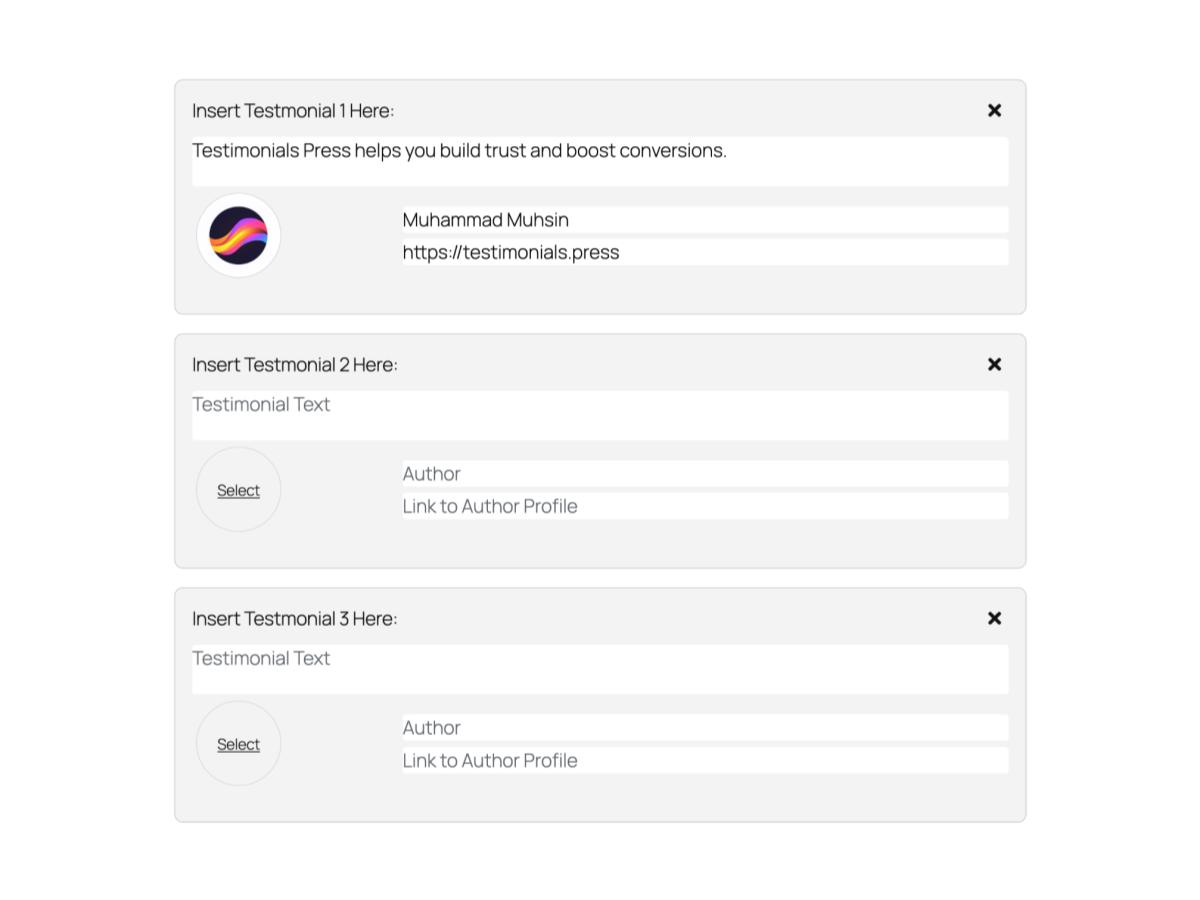 Insert Testmonial 1 Here:
Testimonials Press helps you build trust and boost conversions.
Muhammad Muhsin
https://testimonials.press
Insert Testmonial 2 Here:
Testimonial Text
Select
Author
Link to Author Profile
Insert Testmonial 3 Here:
Testimonial Text
Select
Author
Link to Author Profile